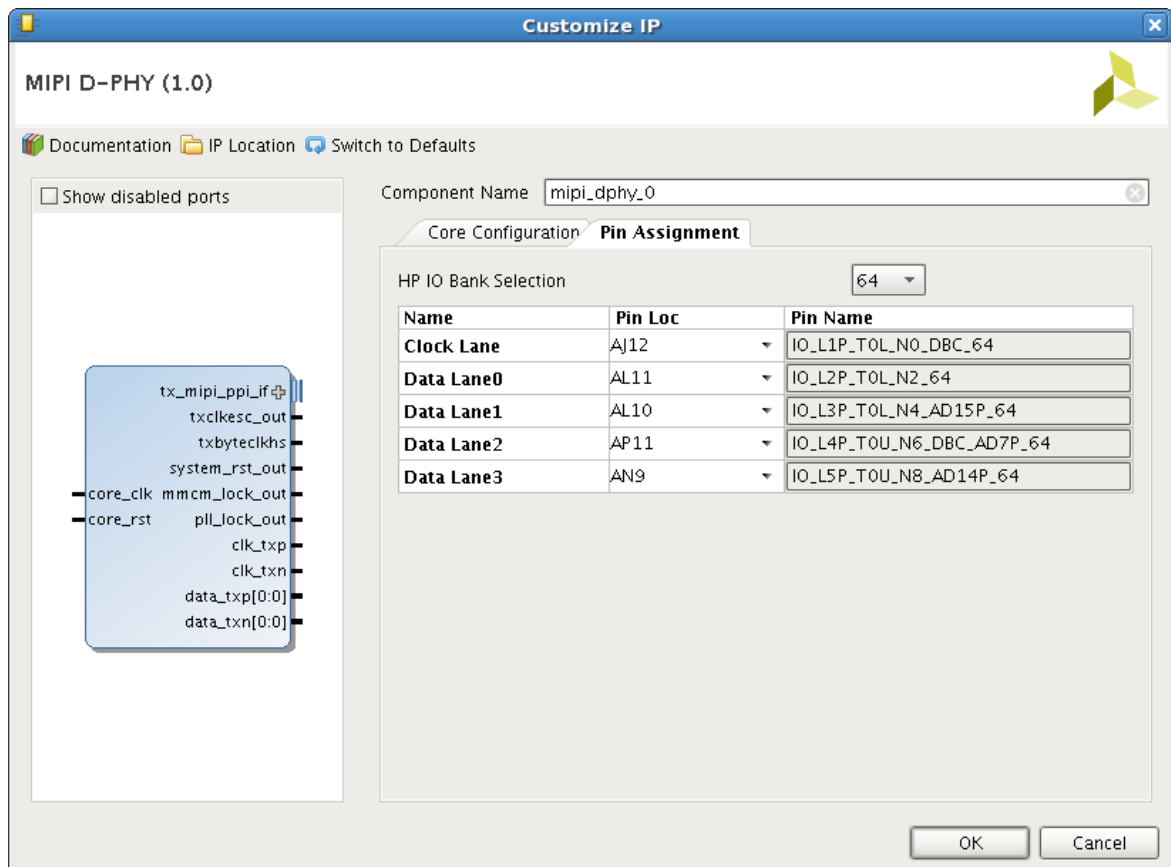 Customize IP
MIPI D-PHY (1.0)
Documentation IP Location Switch to Defaults
Show disabled ports
Component Name mipi_dphy_0
Core Configuration Pin Assignment
HP IO Bank Selection 64
Name Pin Loc Pin Name
Clock Lane AJ12 IO_L1P_T0L_N0_DBC_64
Data Lane0 AL11 IO_L2P_T0L_N2_64
Data Lane1 AL10 IO_L3P_T0L_N4_AD15P_64
Data Lane2 AP11 IO_L4P_T0U_N6_DBC_AD7P_64
Data Lane3 AN9 IO_L5P_T0U_N8_AD14P_64
tx_mipi_ppi_if
txclkesc_out
txbyteclkhs
system_rst_out
core_clk mmcm_lock_out
core_rst pll_lock_out
clk_txp
clk_txn
data_txp[0:0]
data_txn[0:0]
OK Cancel